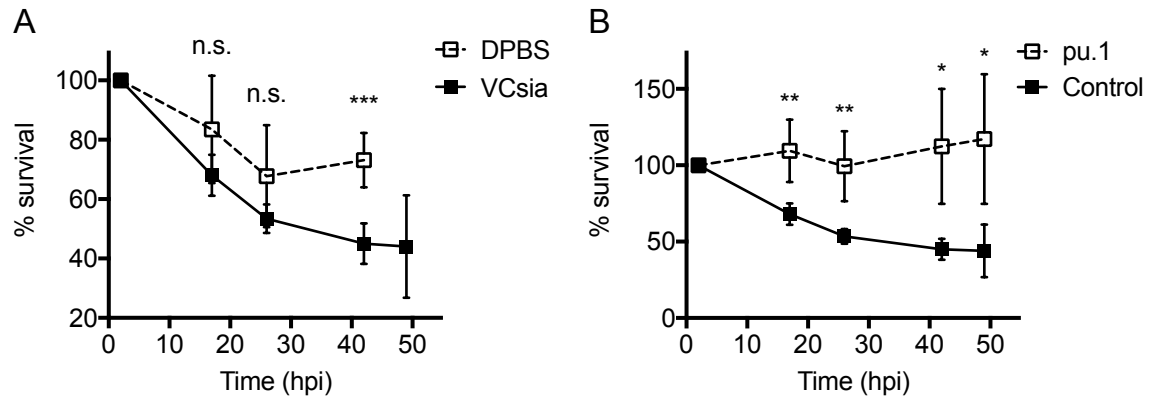 A
n.s.
n.s.
***
DPBS
VCsia
100
80
60
40
20
% survival
0 10 20 30 40 50
Time (hpi)
B
**
**
*
*
pu.1
Control
150
100
50
0
% survival
0 10 20 30 40 50
Time (hpi)